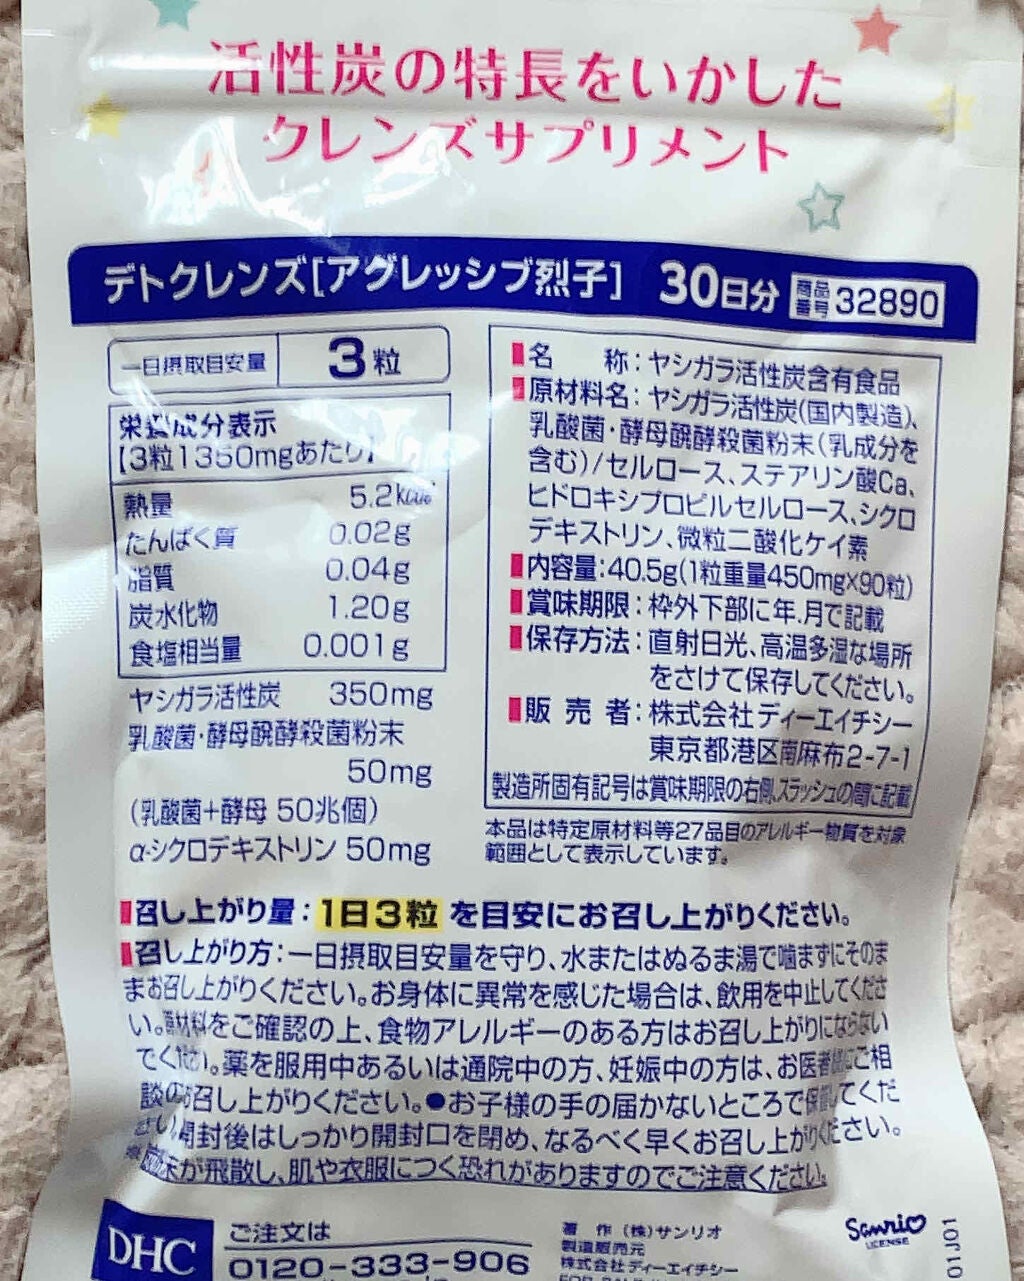 活性炭の特長をいかした
クレンズサプリメント
デトクレンズ[アグレッシブ烈子] 30日分 商品番号 32890
一日摂取目安量 3粒
栄養成分表示
【3粒1350mgあたり】
熱量 5.2kcal
たんぱく質 0.02g
脂質 0.04g
炭水化物 1.20g
食塩相当量 0.001g
ヤシガラ活性炭 350mg
乳酸菌・酵母醗酵殺菌粉末
50mg
(乳酸菌+酵母 50兆個)
α-シクロデキストリン 50mg
名称:ヤシガラ活性炭含有食品
原材料名:ヤシガラ活性炭(国内製造)、
乳酸菌・酵母醗酵殺菌粉末(乳成分を
含む)/セルロース、ステアリン酸Ca、
ヒドロキシプロピルセルロース、シクロ
デキストリン、微粒二酸化ケイ素
内容量:40.5g(1粒重量450mg×90粒)
賞味期限:枠外下部に年.月で記載
保存方法:直射日光、高温多湿な場所
をさけて保存してください。
販売者:株式会社ディーエイチシー
東京都港区南麻布2-7-1
製造所固有記号は賞味期限の右側、スラッシュの間に記載
本品は特定原材料等27品目のアレルギー物質を対象
範囲として表示しています。
召し上がり量:1日3粒を目安にお召し上がりください。
召し上がり方:一日摂取目安量を守り、水またはぬるま湯で噛まずにそのま
まお召し上がりください。お身体に異常を感じた場合は、飲用を中止してくださ
い。原材料をご確認の上、食物アレルギーのある方はお召し上がりにならない
でください。薬を服用中あるいは通院中の方、妊娠中の方は、お医者様にご相
談の上お召し上がりください。●お子様の手の届かないところで保管してくだ
さい。開封後はしっかり開封口を閉め、なるべく早くお召し上がりください。
が飛散し、肌や衣服につく恐れがありますのでご注意ください。
DHC
ご注文は
0120-333-906
著作(株)サンリオ
製造販売元
株式会社ディーエイチシー
Sanrio
LICENSE